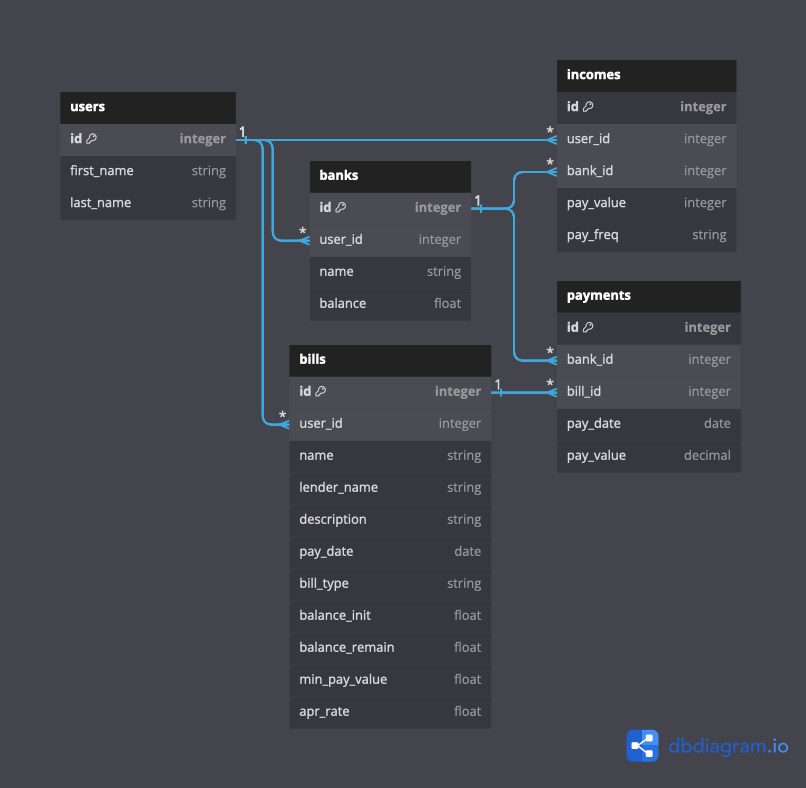 users
id integer
first_name string
last_name string
1
banks
id integer
user_id integer
name string
balance float
*
1
bills
id integer
user_id integer
name string
lender_name string
description string
pay_date date
bill_type string
balance_init float
balance_remain float
min_pay_value float
apr_rate float
*
1
incomes
id integer
user_id integer
bank_id integer
pay_value integer
pay_freq string
*
*
payments
id integer
bank_id integer
bill_id integer
pay_date date
pay_value decimal
*
*
dbdiagram.io